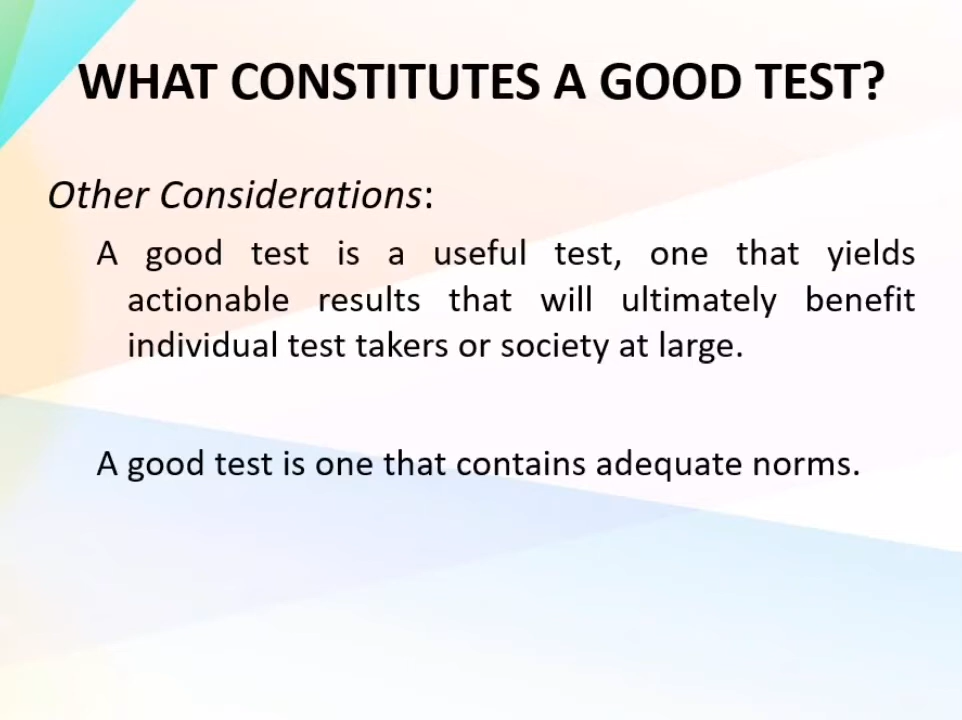 WHAT CONSTITUTES A GOOD TEST?
Other Considerations:
A good test is a useful test, one that yields
actionable results that will ultimately benefit
individual test takers or society at large.
A good test is one that contains adequate norms.